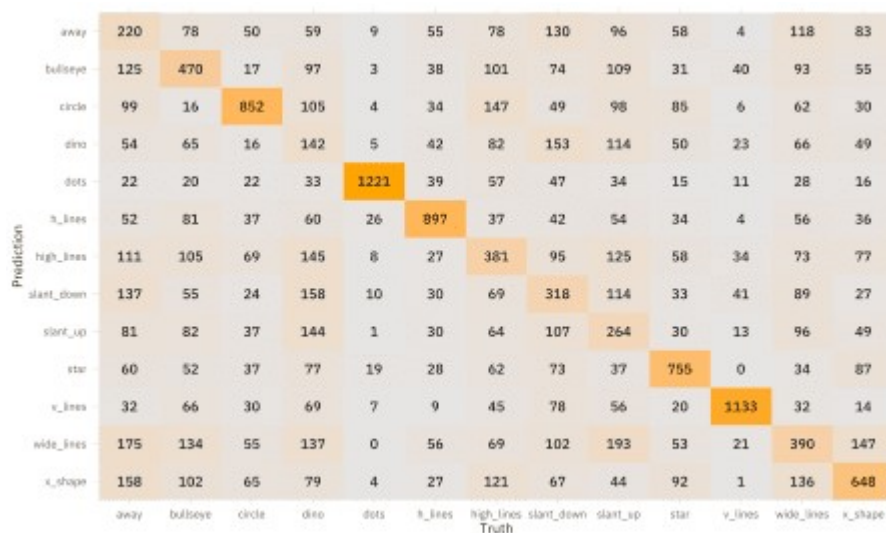 away 220 78 50 59 9 55 78 130 96 58 4 118 83
bullseye 125 470 17 97 3 38 101 74 109 31 40 93 55
circle 99 16 852 105 4 34 147 49 98 85 6 62 30
dino 54 65 16 142 5 42 82 153 114 50 23 66 49
dots 22 20 22 33 1221 39 57 47 34 15 11 28 16
h_lines 52 81 37 60 26 897 37 42 54 34 4 56 36
high_lines 111 105 69 145 8 27 381 95 125 58 34 73 77
slant_down 137 55 24 158 10 30 69 318 114 33 41 89 27
slant_up 81 82 37 144 1 30 64 107 264 30 13 96 49
star 60 52 37 77 19 28 62 73 37 755 0 34 87
v_lines 32 66 30 69 7 9 45 78 56 20 1133 32 14
wide_lines 175 134 55 137 0 56 69 102 193 53 21 390 147
x_shape 158 102 65 79 4 27 121 67 44 92 1 136 648
away bullseye circle dino dots h_lines high_lines slant_down slant_up star v_lines wide_lines x_shape
Truth
Prediction